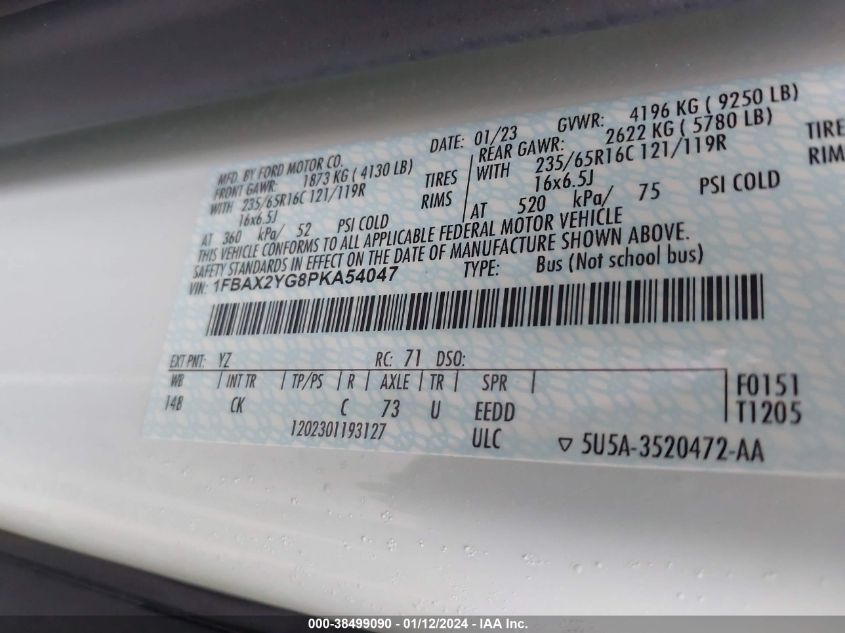 MFD. BY FORD MOTOR CO.
DATE: 01/23 GVWR: 4196 KG ( 9250 LB)
FRONT GAWR: 1873 KG ( 4130 LB) REAR GAWR: 2622 KG ( 5780 LB)
WITH 235/65R16C 121/119R TIRES WITH 235/65R16C 121/119R TIRE
16x6.5J RIMS 16x6.5J RIM
AT 360 kPa/ 52 PSI COLD AT 520 kPa/ 75 PSI COLD
THIS VEHICLE CONFORMS TO ALL APPLICABLE FEDERAL MOTOR VEHICLE
SAFETY STANDARDS IN EFFECT ON THE DATE OF MANUFACTURE SHOWN ABOVE.
VIN: 1FBAX2YG8PKA54047 TYPE: Bus (Not school bus)
EXT PNT: YZ RC: 71 DSO:
WB INT TR TP/PS R AXLE TR SPR F0151
148 CK C 73 U EEDD T1205
1202301193127 ULC 5U5A-3520472-AA
000-38499090 - 01/12/2024 - IAA Inc.